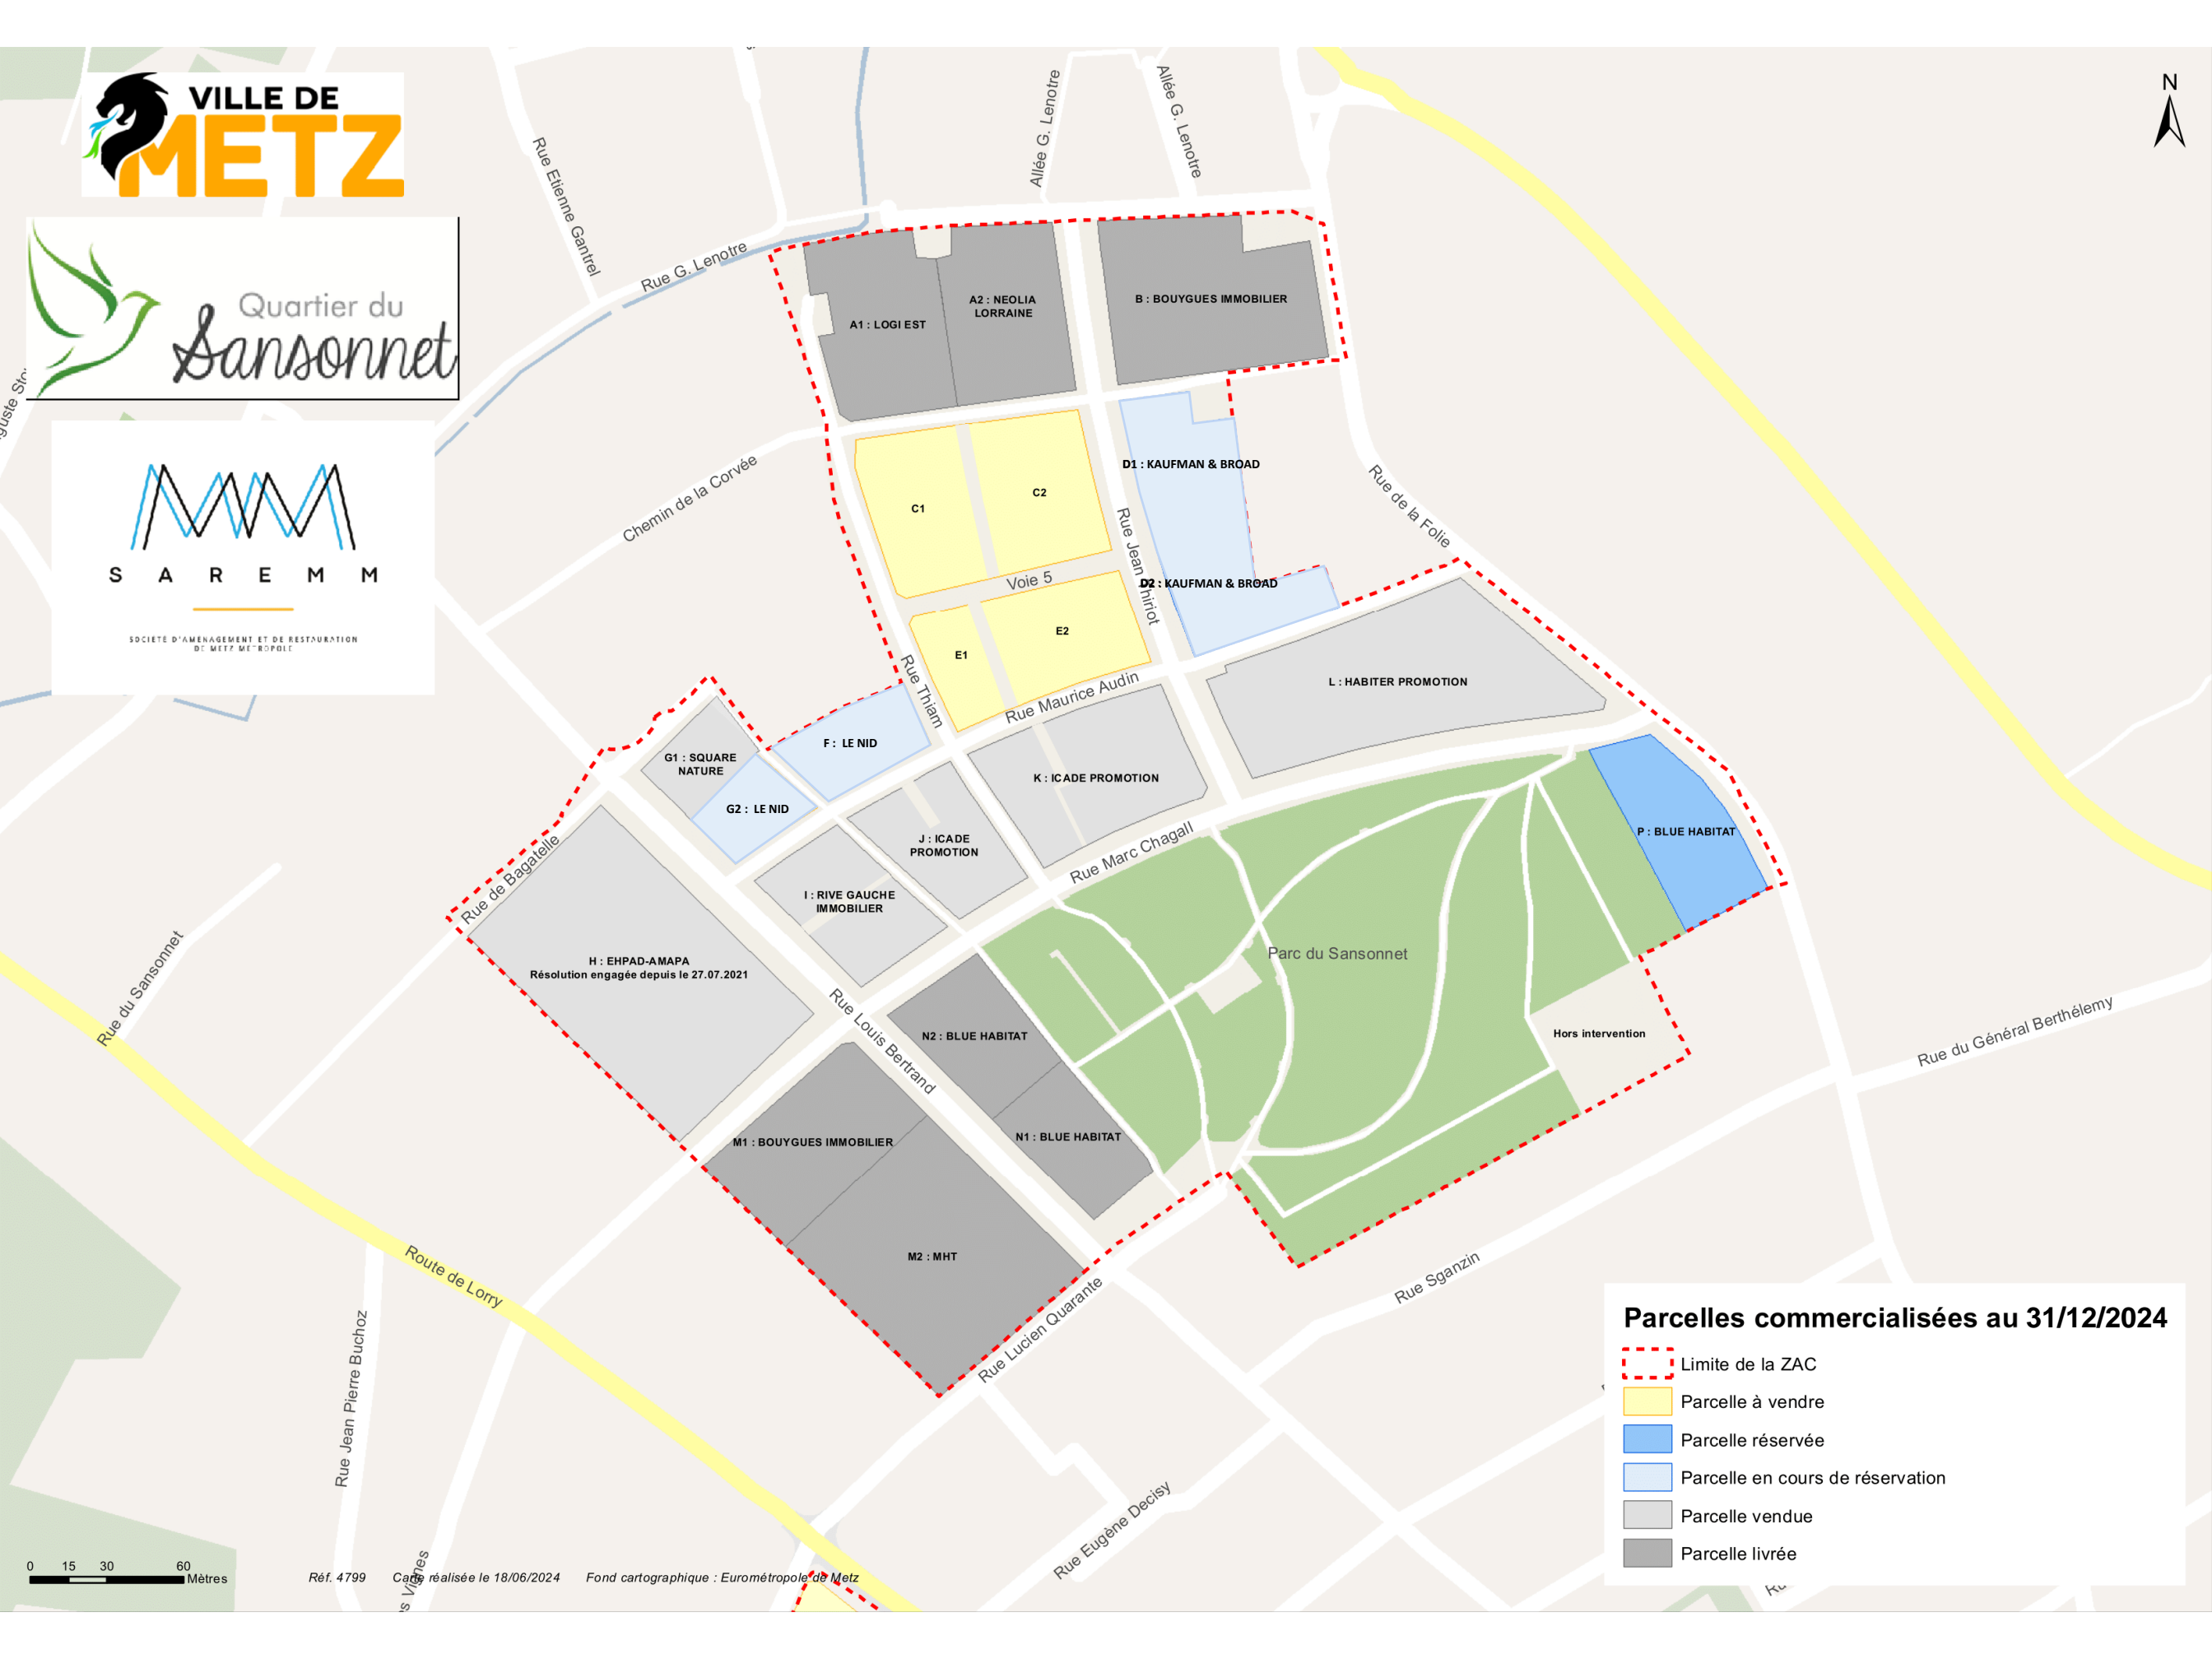 VILLE DE
METZ
Quartier du
Sansonnet
SAREMM
SOCIETE D'AMENAGEMENT ET DE RESTAURATION
DE METZ METROPOLE
N
Rue Etienne Gantrel
Allée G. Lenotre
Allée G. Lenotre
Rue G. Lenotre
A1 : LOGI EST
A2 : NEOLIA
LORRAINE
B : BOUYGUES IMMOBILIER
Chemin de la Corvée
C1
C2
D1 : KAUFMAN & BROAD
Rue de la Folie
Voie 5
Rue Jean Thiriot
D2 : KAUFMAN & BROAD
E1
E2
Rue Thiam
Rue Maurice Audin
L : HABITER PROMOTION
G1 : SQUARE
NATURE
F : LE NID
G2 : LE NID
K : ICADE PROMOTION
J : ICADE
PROMOTION
Rue Marc Chagall
P : BLUE HABITAT
Rue de Bagatelle
I : RIVE GAUCHE
IMMOBILIER
Rue du Sansonnet
H : EHPAD-AMAPA
Résolution engagée depuis le 27.07.2021
Parc du Sansonnet
Rue Louis Bertrand
N2 : BLUE HABITAT
Hors intervention
Rue du Général Berthélemy
M1 : BOUYGUES IMMOBILIER
N1 : BLUE HABITAT
M2 : MHT
Route de Lorry
Rue Lucien Quarante
Rue Sganzin
Rue Jean Pierre Buchoz
Rue Eugène Decisy
Parcelles commercialisées au 31/12/2024
Limite de la ZAC
Parcelle à vendre
Parcelle réservée
Parcelle en cours de réservation
Parcelle vendue
Parcelle livrée
0 15 30 60
Mètres
Réf. 4799 Carte réalisée le 18/06/2024 Fond cartographique : Eurométropole de Metz